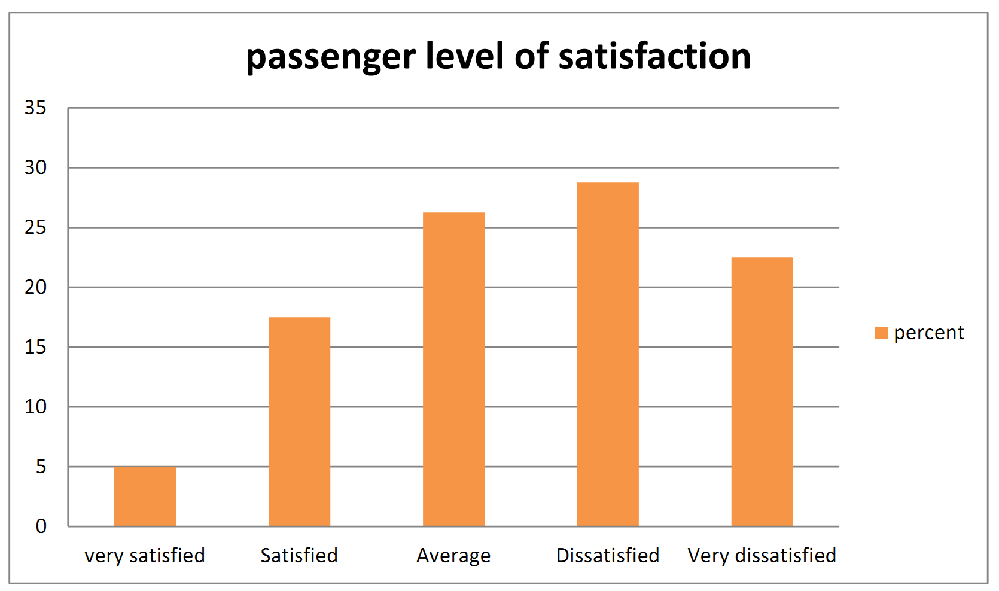 passenger level of satisfaction
35
30
25
20
15
10
5
0
very satisfied
Satisfied
Average
Dissatisfied
Very dissatisfied
percent